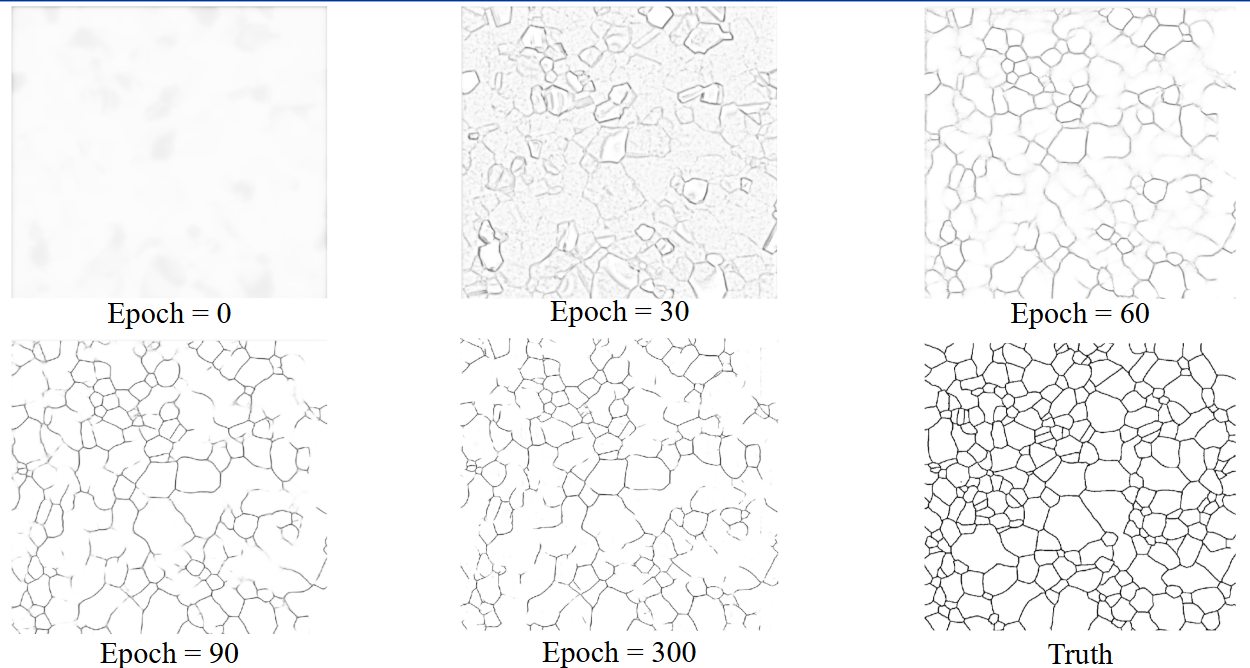 Epoch = 0
Epoch = 30
Epoch = 60
Epoch = 90
Epoch = 300
Truth